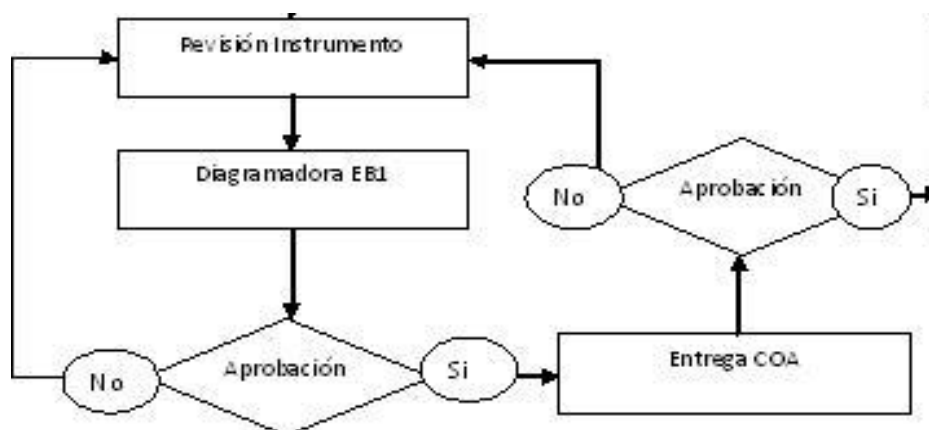 Revisión Instrumento
Diagramadora EB1
No
Aprobación
Si
No
Aprobación
Si
Entrega COA